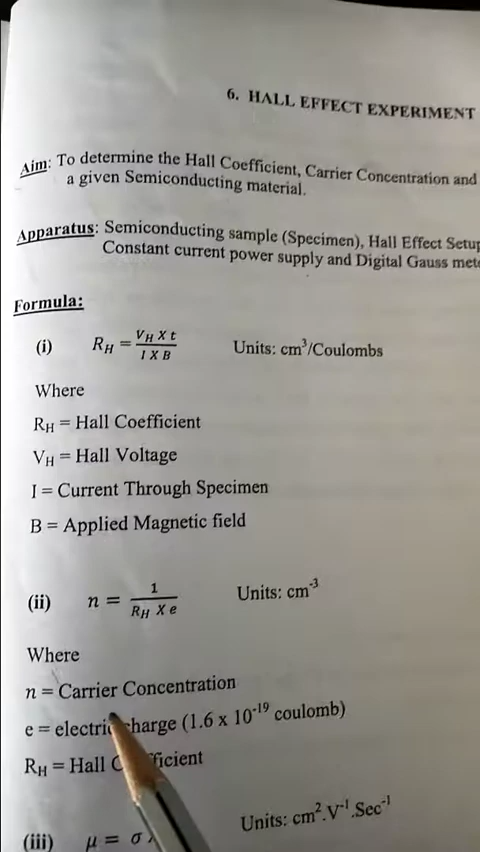 6. HALL EFFECT EXPERIMENT
Aim: To determine the Hall Coefficient, Carrier Concentration and
a given Semiconducting material.
Apparatus: Semiconducting sample (Specimen), Hall Effect Setup
Constant current power supply and Digital Gauss mete
Formula:
(i) R_H = V_H X t / I X B Units: cm³/Coulombs
Where
R_H = Hall Coefficient
V_H = Hall Voltage
I = Current Through Specimen
B = Applied Magnetic field
(ii) n = 1 / R_H X e Units: cm⁻³
Where
n = Carrier Concentration
e = electric charge (1.6 x 10⁻¹⁹ coulomb)
R_H = Hall C fficient
(iii) μ = σ Units: cm².V⁻¹.Sec⁻¹